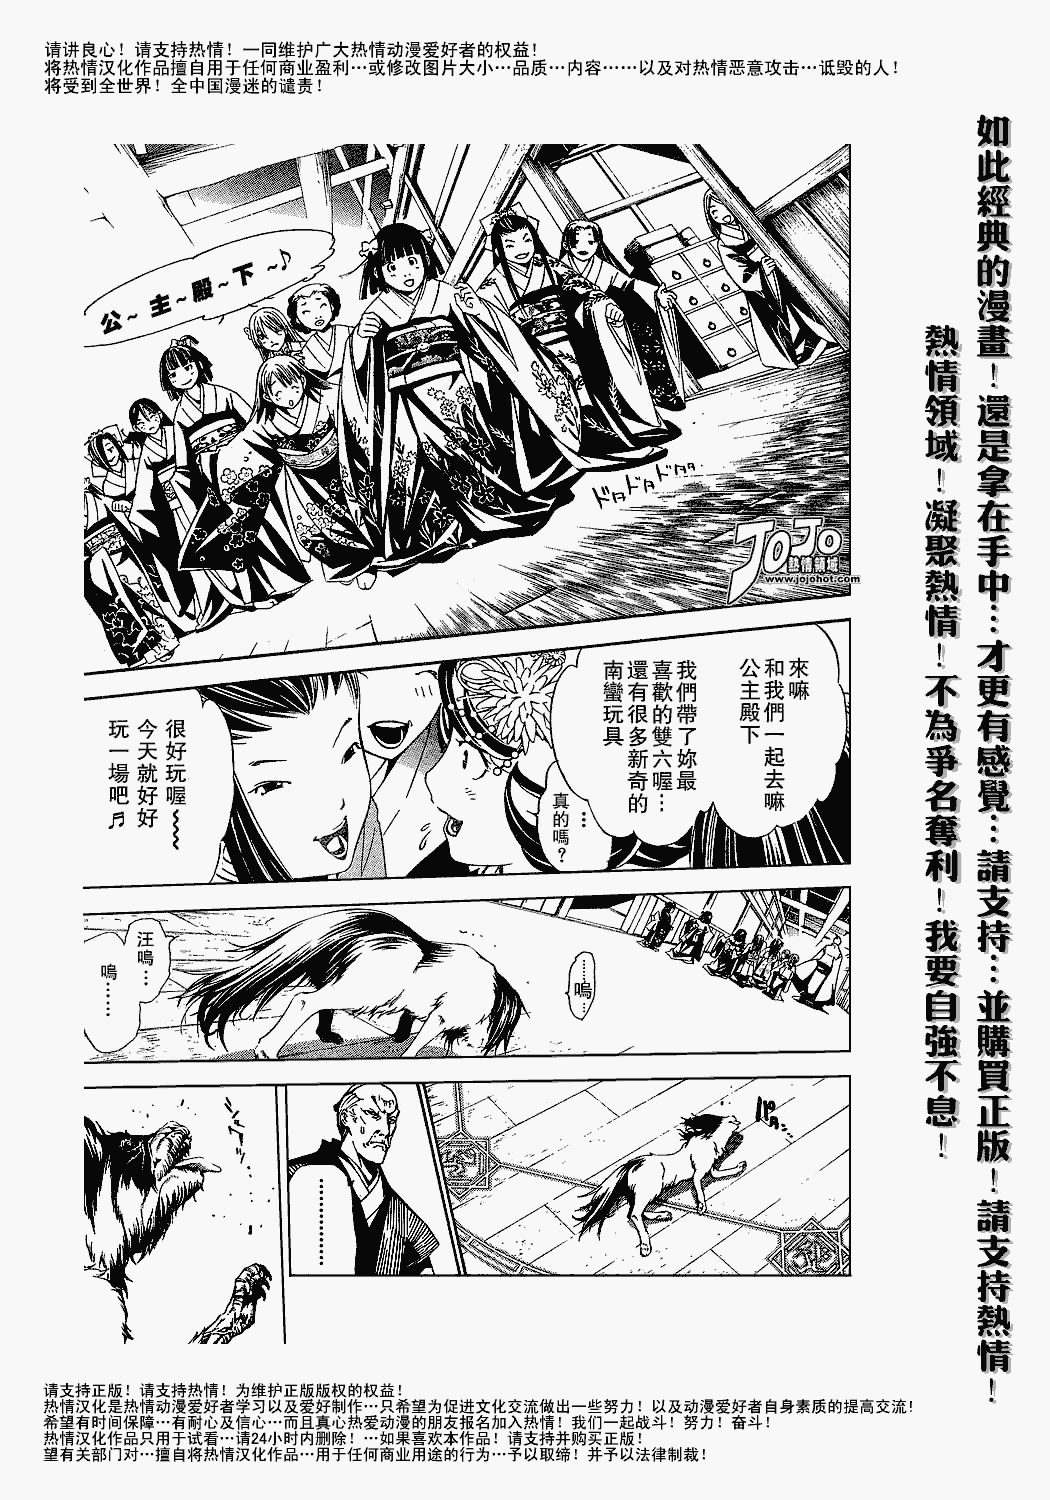 请讲良心！请支持热情！一同维护广大热情动漫爱好者的权益！
将热情汉化作品擅自用于任何商业盈利…或修改图片大小…品质…内容……以及对热情恶意攻击…诋毁的人！
将受到全世界！全中国漫迷的谴责！
如此經典的漫畫！還是拿在手中…才更有感覺…請支持…並購買正版！請支持熱情！
熱情領域！凝聚熱情！不為爭名奪利！我要自強不息！
公～主～殿～下～♪
ドタドタドタタ
JOJO
熱情領域
www.jojohot.com
來嘛
和我們一起去嘛
公主殿下
我們帶了妳最
喜歡的雙六喔…
還有很多新奇的
南蠻玩具
…
真的嗎？
很好玩喔～～
今天就好好
玩一場吧♬
………嗚…
汪嗚…
嗚……
…………
请支持正版！请支持热情！为维护正版版权的权益！
热情汉化是热情动漫爱好者学习以及爱好制作…只希望为促进文化交流做出一些努力！以及动漫爱好者自身素质的提高交流！
希望有时间保障…有耐心及信心…而且真心热爱动漫的朋友报名加入热情！我们一起战斗！努力！奋斗！
热情汉化作品只用于试看…请24小时内删除！…如果喜欢本作品！请支持并购买正版！
望有关部门对…擅自将热情汉化作品…用于任何商业用途的行为…予以取缔！并予以法律制裁！